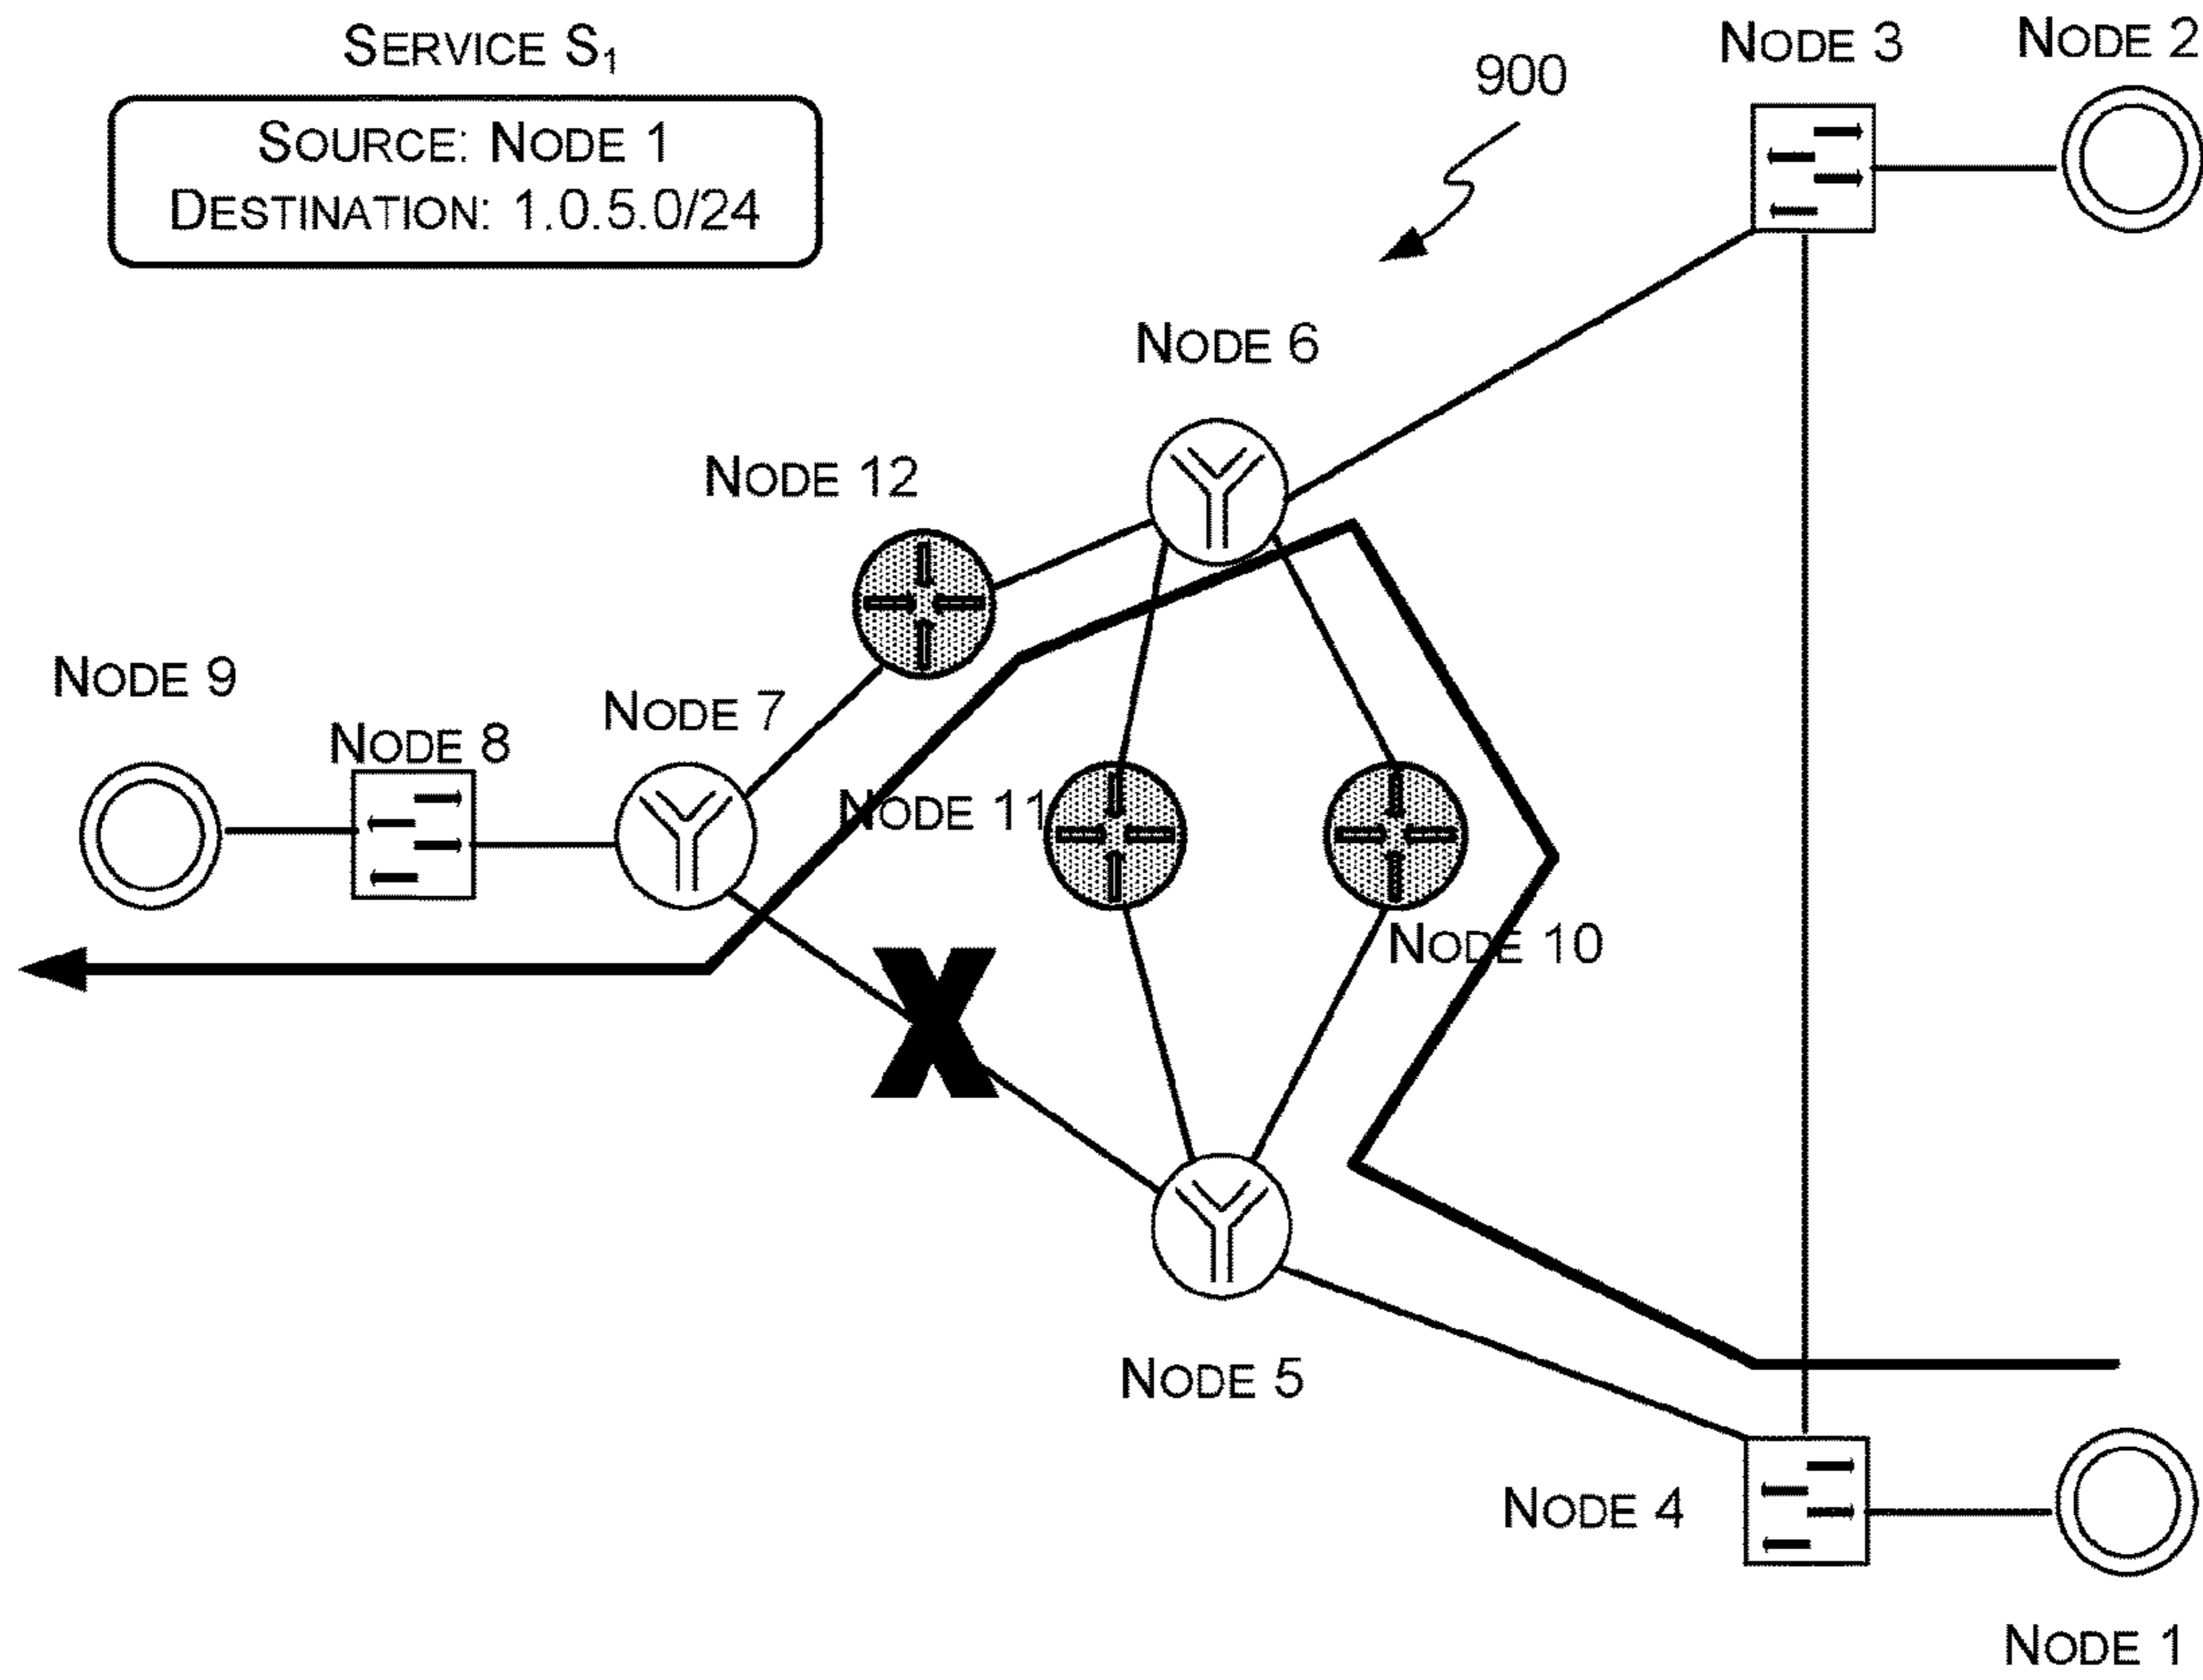 SERVICE S1
SOURCE: NODE 1
DESTINATION: 1.0.5.0/24
900
NODE 3
NODE 2
NODE 6
NODE 12
NODE 9
NODE 8
NODE 7
NODE 11
NODE 10
NODE 5
NODE 4
NODE 1
X